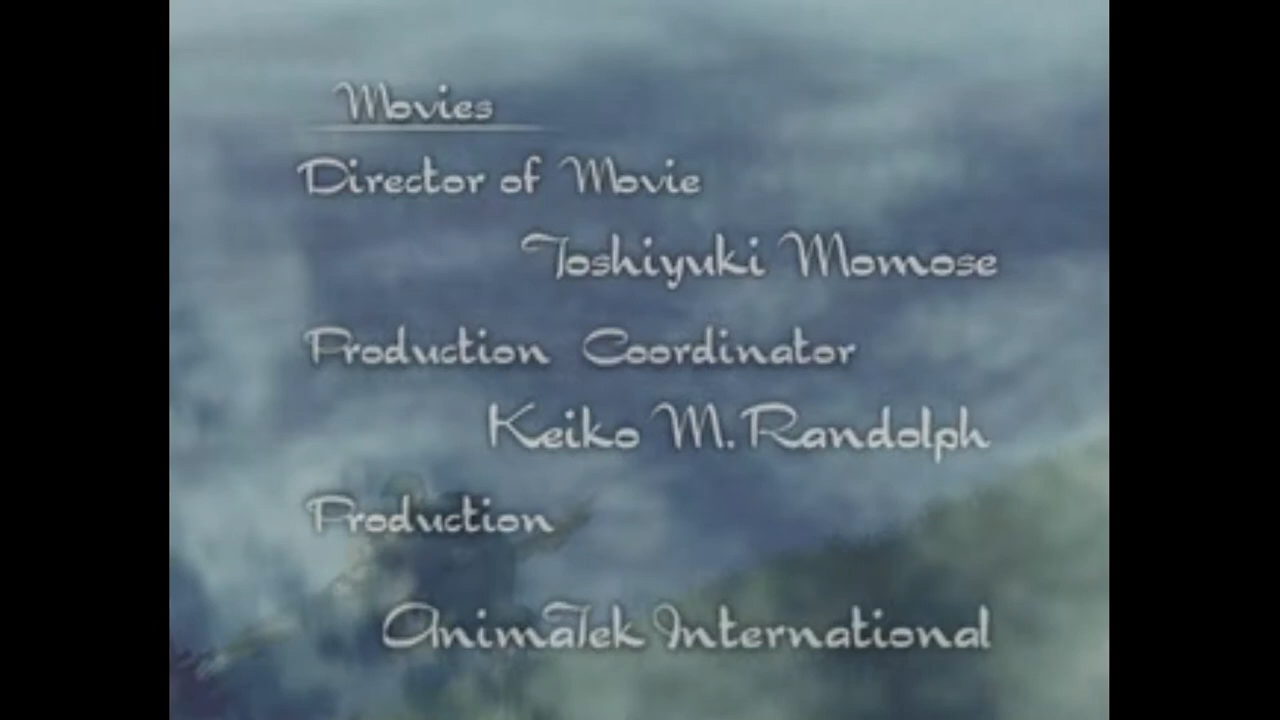 Movies
Director of Movie
Toshiyuki Momose
Production Coordinator
Keiko M. Randolph
Production
AnimaTek International